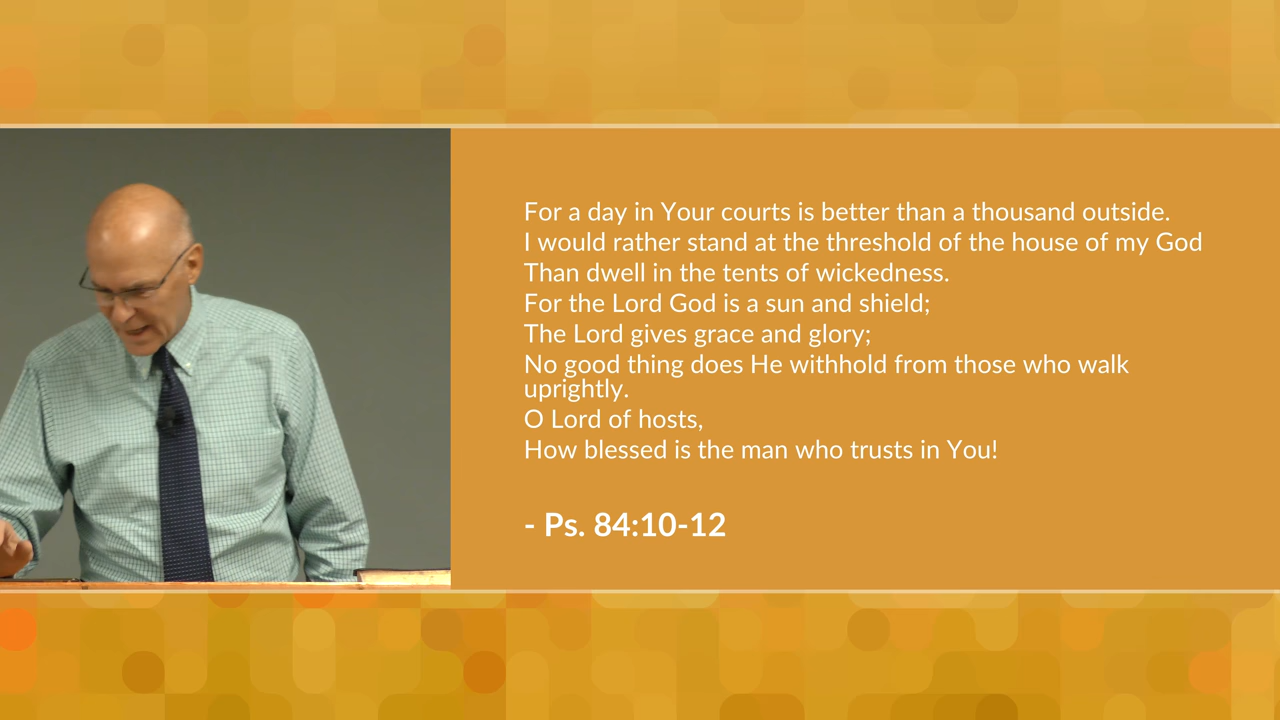 For a day in Your courts is better than a thousand outside.
I would rather stand at the threshold of the house of my God
Than dwell in the tents of wickedness.
For the Lord God is a sun and shield;
The Lord gives grace and glory;
No good thing does He withhold from those who walk
uprightly.
O Lord of hosts,
How blessed is the man who trusts in You!
- Ps. 84:10-12